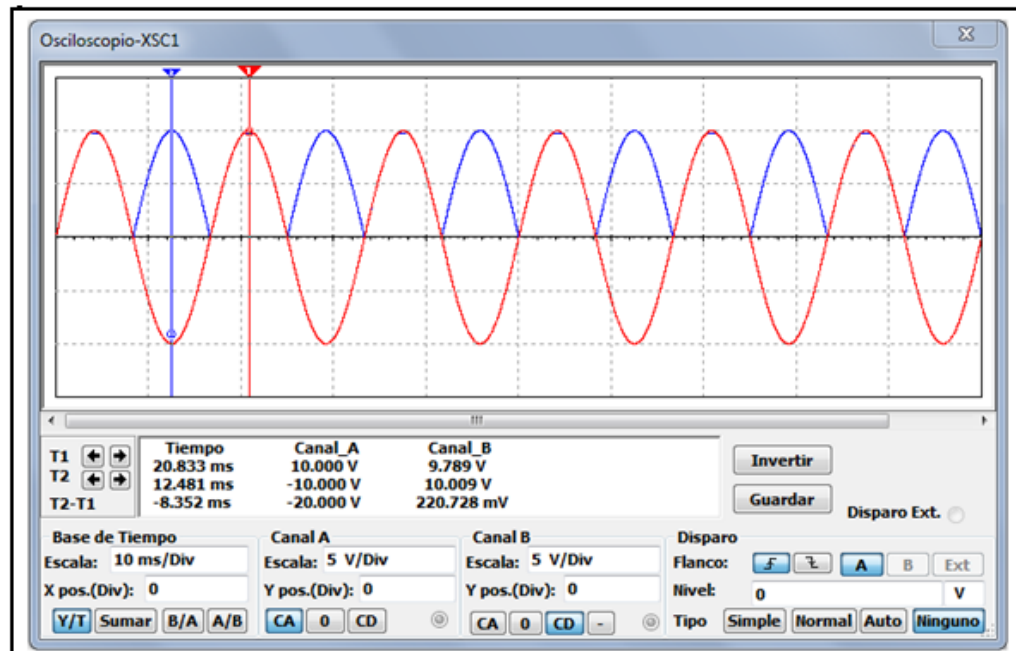 Osciloscopio-XSC1
2 1
T1 Tiempo Canal_A Canal_B
20.833 ms 10.000 V 9.789 V
T2 12.481 ms -10.000 V 10.009 V
T2-T1 -8.352 ms -20.000 V 220.728 mV
Invertir
Guardar
Disparo Ext.
Base de Tiempo Canal A Canal B Disparo
Escala: 10 ms/Div Escala: 5 V/Div Escala: 5 V/Div Flanco: A B Ext
X pos.(Div): 0 Y pos.(Div): 0 Y pos.(Div): 0 Nivel: 0 V
Y/T Sumar B/A A/B CA 0 CD CA 0 CD - Tipo Simple Normal Auto Ninguno